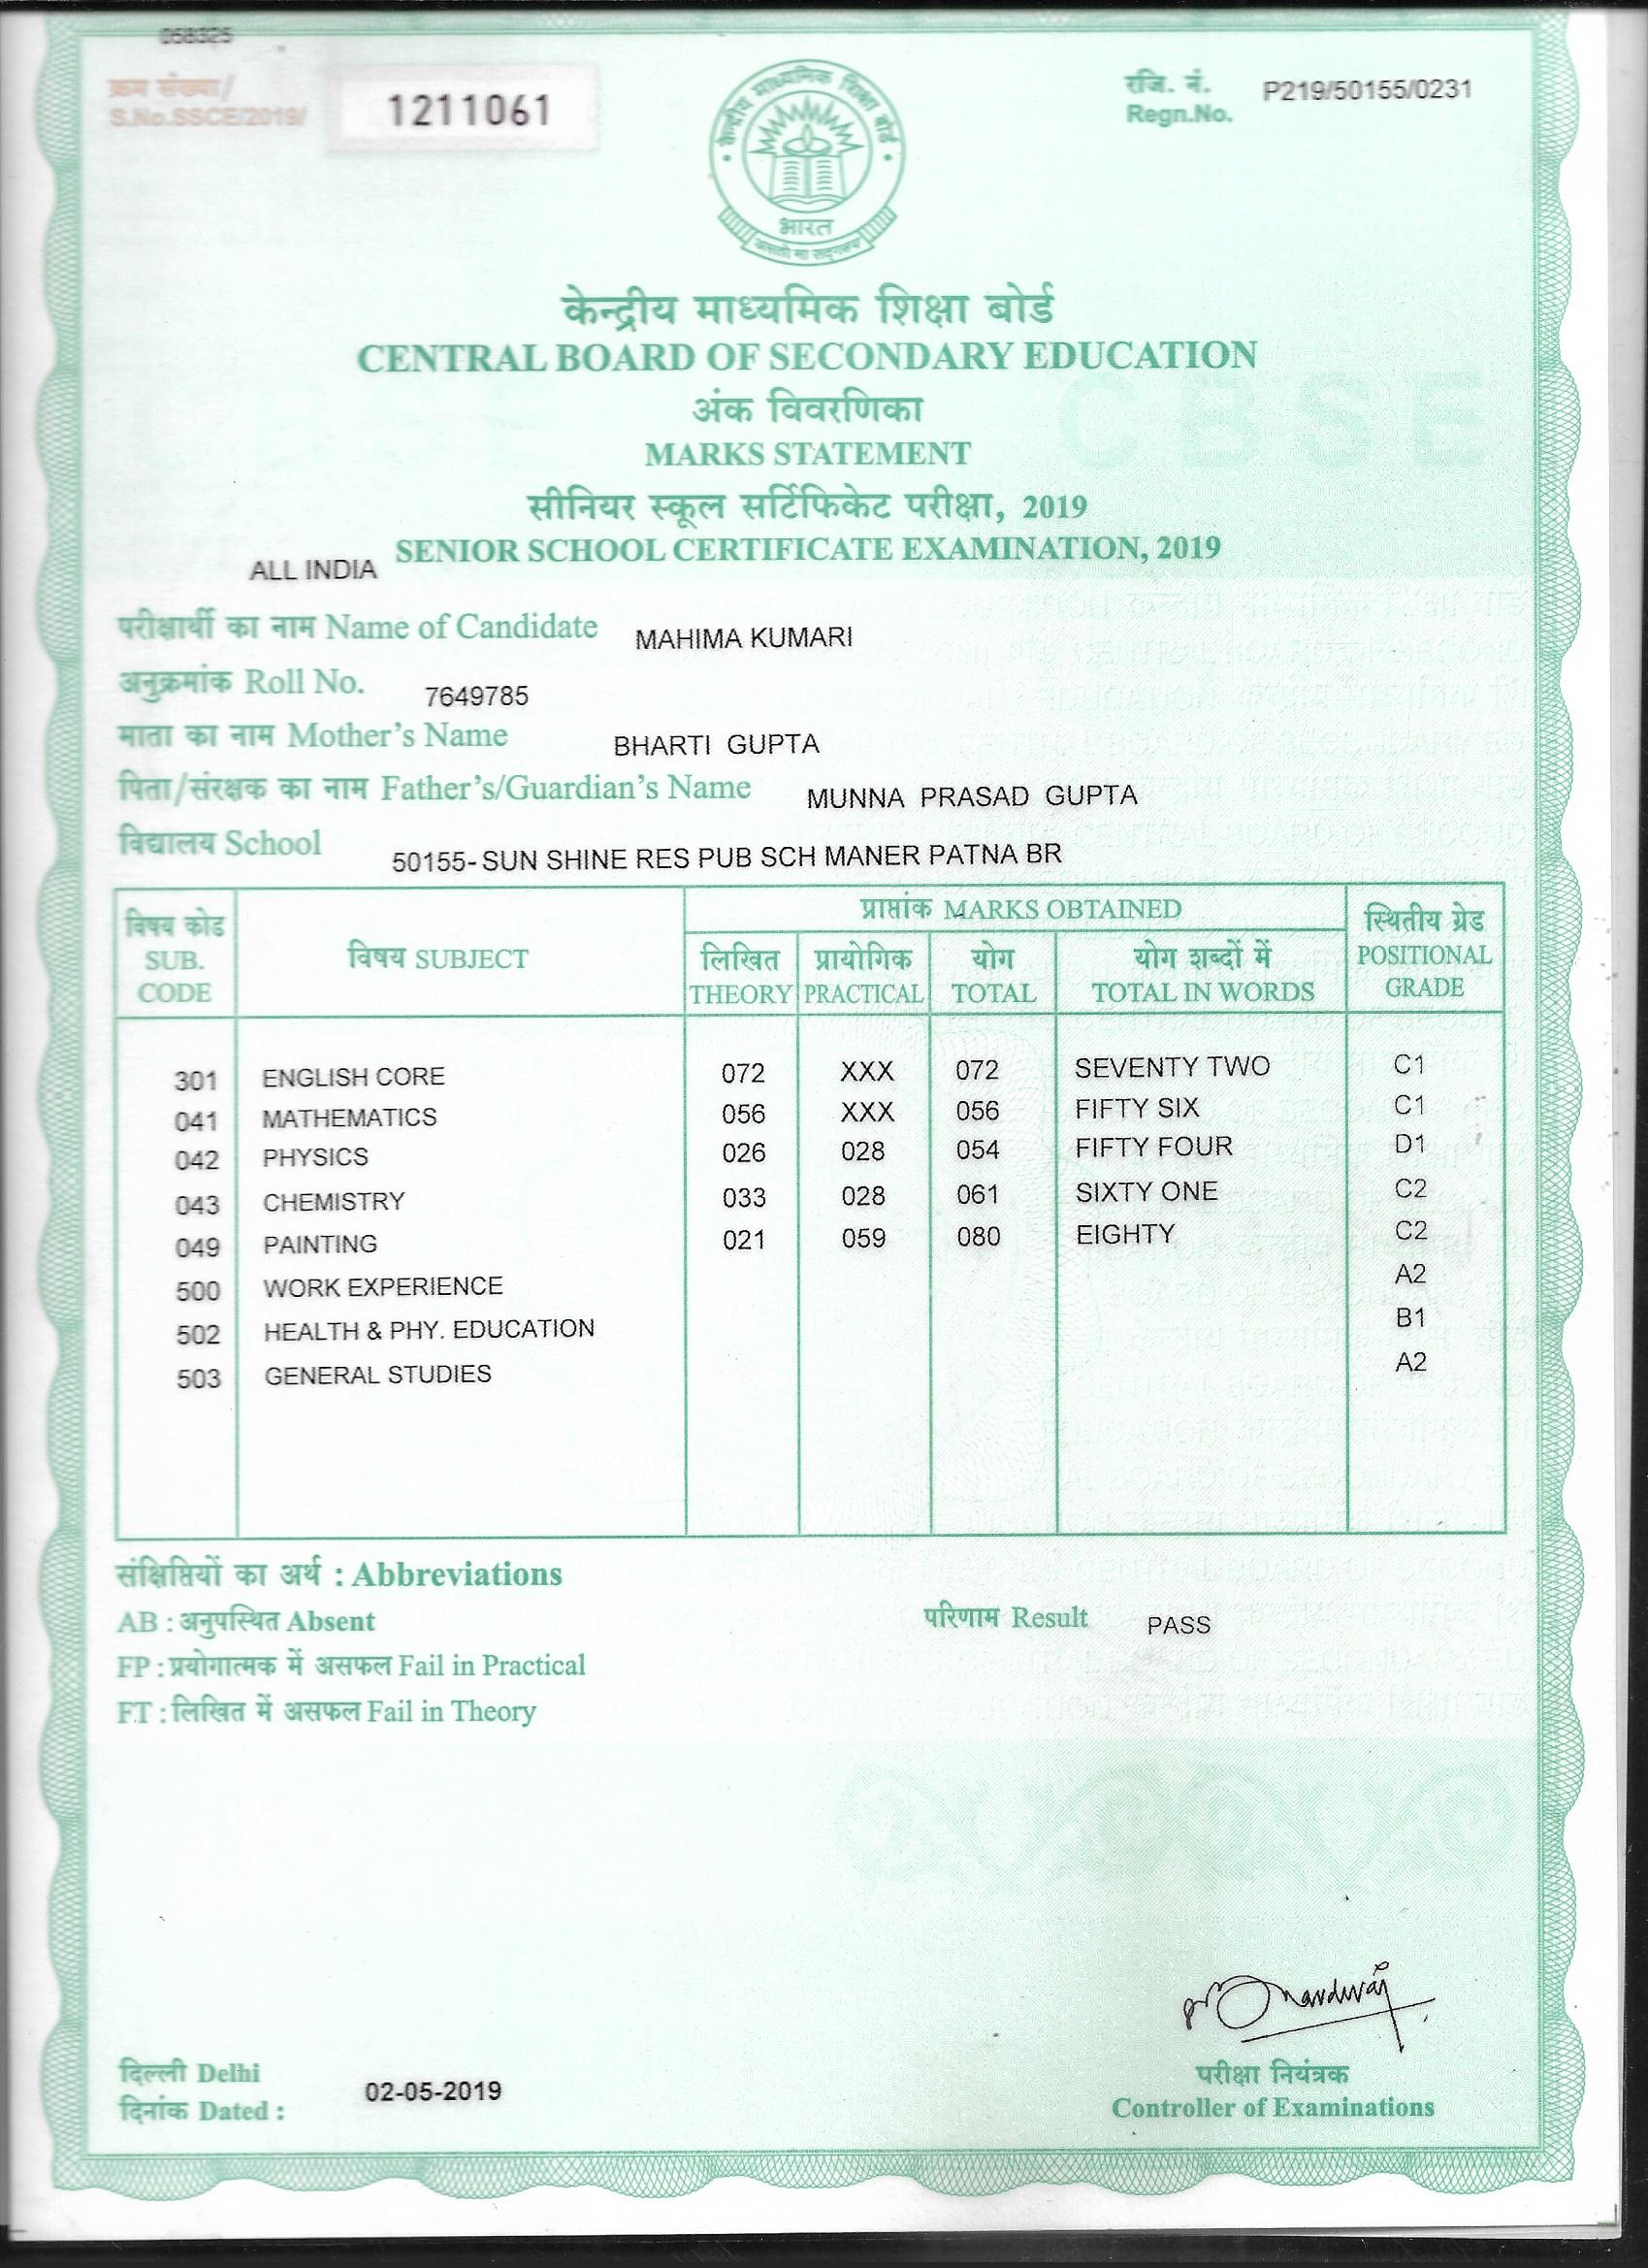 068325
क्रम संख्या/
S.No.SSCE/2019/ 1211061
रजि. नं.
Regn.No. P219/50155/0231
केन्द्रीय माध्यमिक शिक्षा बोर्ड
भारत
असतो मा सद्गमय
केन्द्रीय माध्यमिक शिक्षा बोर्ड
CENTRAL BOARD OF SECONDARY EDUCATION
अंक विवरणिका
CBSE
MARKS STATEMENT
सीनियर स्कूल सर्टिफिकेट परीक्षा, 2019
ALL INDIA SENIOR SCHOOL CERTIFICATE EXAMINATION, 2019
परीक्षार्थी का नाम Name of Candidate MAHIMA KUMARI
अनुक्रमांक Roll No. 7649785
माता का नाम Mother's Name BHARTI GUPTA
पिता/संरक्षक का नाम Father's/Guardian's Name MUNNA PRASAD GUPTA
विद्यालय School 50155-SUN SHINE RES PUB SCH MANER PATNA BR
विषय कोड SUB. CODE विषय SUBJECT प्राप्तांक MARKS OBTAINED स्थितीय ग्रेड POSITIONAL GRADE
लिखित THEORY प्रायोगिक PRACTICAL योग TOTAL योग शब्दों में TOTAL IN WORDS
301 ENGLISH CORE 072 XXX 072 SEVENTY TWO C1
041 MATHEMATICS 056 XXX 056 FIFTY SIX C1
042 PHYSICS 026 028 054 FIFTY FOUR D1
043 CHEMISTRY 033 028 061 SIXTY ONE C2
049 PAINTING 021 059 080 EIGHTY C2
500 WORK EXPERIENCE A2
502 HEALTH & PHY. EDUCATION B1
503 GENERAL STUDIES A2
संक्षिप्तियों का अर्थ : Abbreviations
AB : अनुपस्थित Absent
परिणाम Result PASS
FP : प्रयोगात्मक में असफल Fail in Practical
FT : लिखित में असफल Fail in Theory
दिल्ली Delhi
दिनांक Dated : 02-05-2019
परीक्षा नियंत्रक
Controller of Examinations